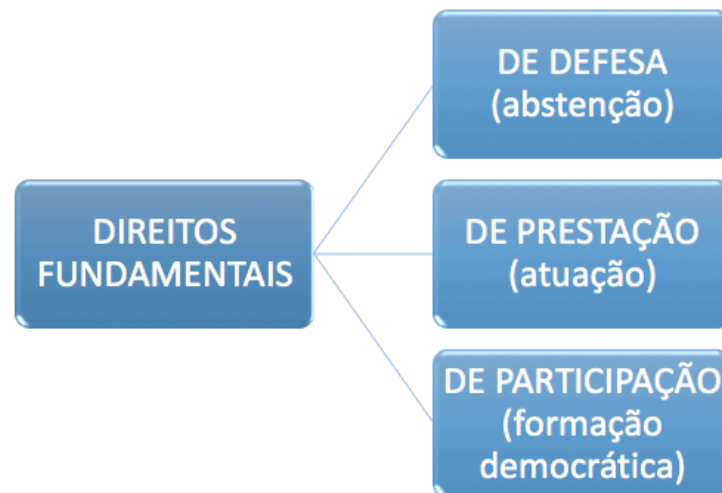 DIREITOS
FUNDAMENTAIS
DE DEFESA
(abstenção)
DE PRESTAÇÃO
(atuação)
DE PARTICIPAÇÃO
(formação
democrática)